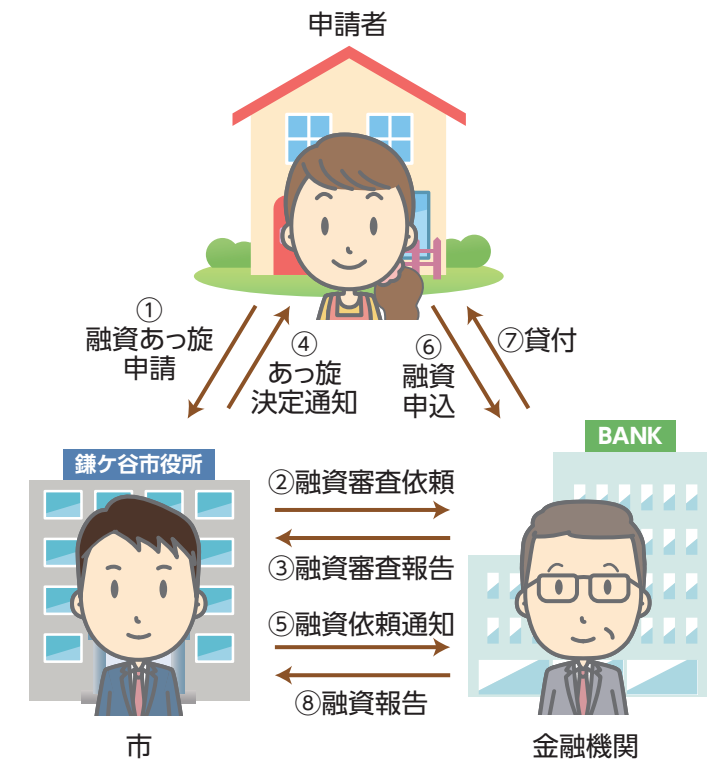 申請者
①
融資あっ旋
申請
④
あっ旋
決定通知
⑥
融資
申込
⑦貸付
BANK
鎌ケ谷市役所
②融資審査依頼
③融資審査報告
⑤融資依頼通知
⑧融資報告
市
金融機関